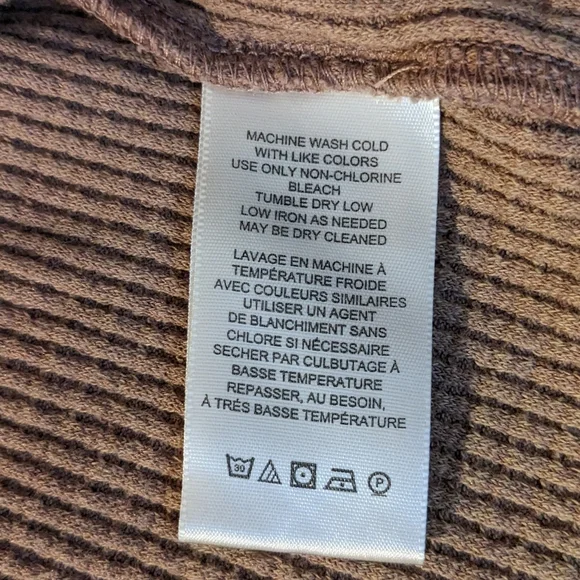 MACHINE WASH COLD
WITH LIKE COLORS
USE ONLY NON-CHLORINE
BLEACH
TUMBLE DRY LOW
LOW IRON AS NEEDED
MAY BE DRY CLEANED
LAVAGE EN MACHINE À
TEMPÉRATURE FROIDE
AVEC COULEURS SIMILAIRES
UTILISER UN AGENT
DE BLANCHIMENT SANS
CHLORE SI NÉCESSAIRE
SECHER PAR CULBUTAGE À
BASSE TEMPERATURE
REPASSER, AU BESOIN,
À TRÉS BASSE TEMPÉRATURE
30 P